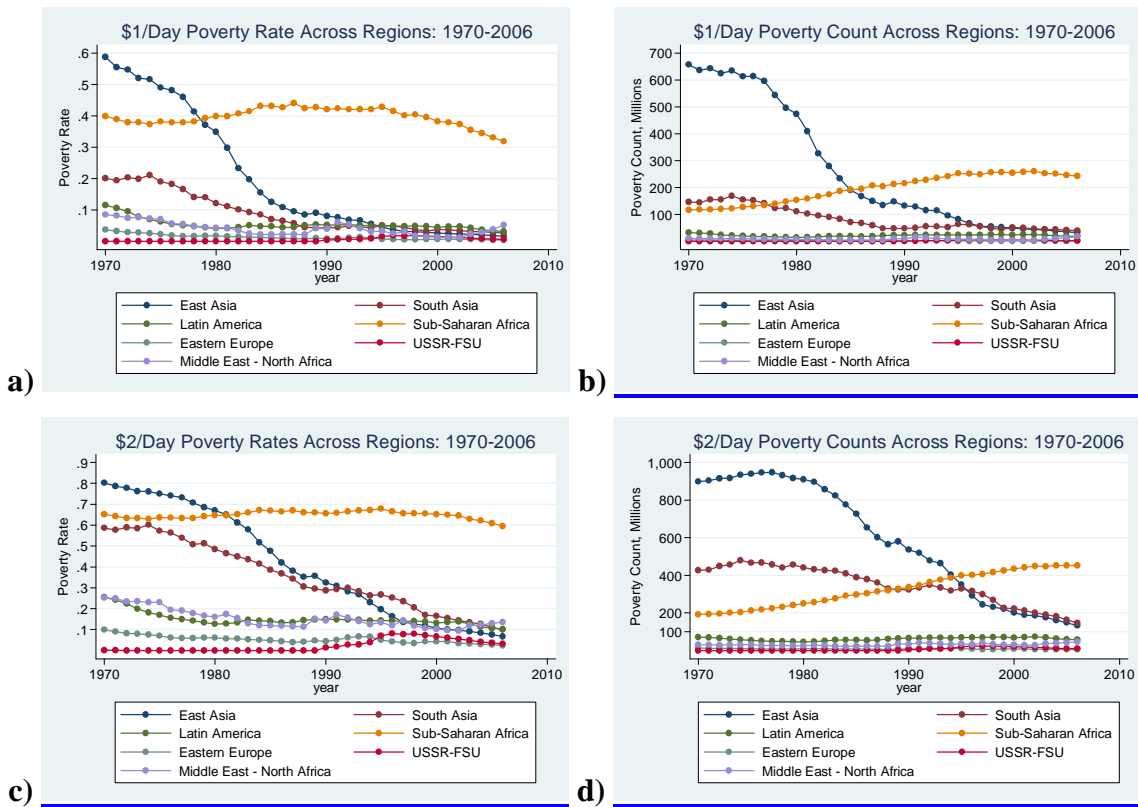 $1/Day Poverty Rate Across Regions: 1970-2006
Poverty Rate
.6
.5
.4
.3
.2
.1
1970 1980 1990 2000 2010
year
East Asia South Asia
Latin America Sub-Saharan Africa
Eastern Europe USSR-FSU
Middle East - North Africa
a)
$1/Day Poverty Count Across Regions: 1970-2006
Poverty Count, Millions
700
600
500
400
300
200
100
1970 1980 1990 2000 2010
year
East Asia South Asia
Latin America Sub-Saharan Africa
Eastern Europe USSR-FSU
Middle East - North Africa
b)
$2/Day Poverty Rates Across Regions: 1970-2006
Poverty Rate
.9
.8
.7
.6
.5
.4
.3
.2
.1
1970 1980 1990 2000 2010
year
East Asia South Asia
Latin America Sub-Saharan Africa
Eastern Europe USSR-FSU
Middle East - North Africa
c)
$2/Day Poverty Counts Across Regions: 1970-2006
Poverty Count, Millions
1,000
800
600
400
200
100
1970 1980 1990 2000 2010
year
East Asia South Asia
Latin America Sub-Saharan Africa
Eastern Europe USSR-FSU
Middle East - North Africa
d)